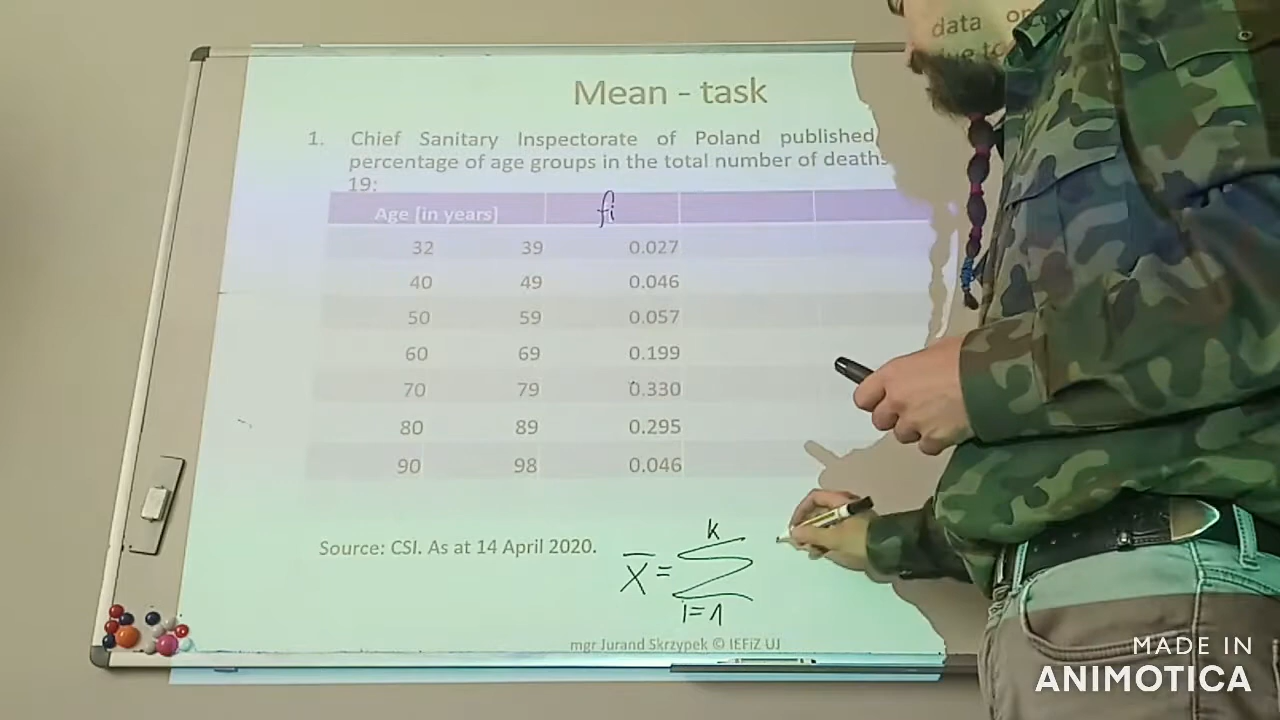 data
Mean - task
1. Chief Sanitary Inspectorate of Poland published
percentage of age groups in the total number of deaths
19:
Age [in years] fi
32 39 0.027
40 49 0.046
50 59 0.057
60 69 0.199
70 79 0.330
80 89 0.295
90 98 0.046
Source: CSI. As at 14 April 2020.
k
x̄ = Σ
i=1
mgr Jurand Skrzypek © IEFiZ UJ
MADE IN
ANIMOTICA